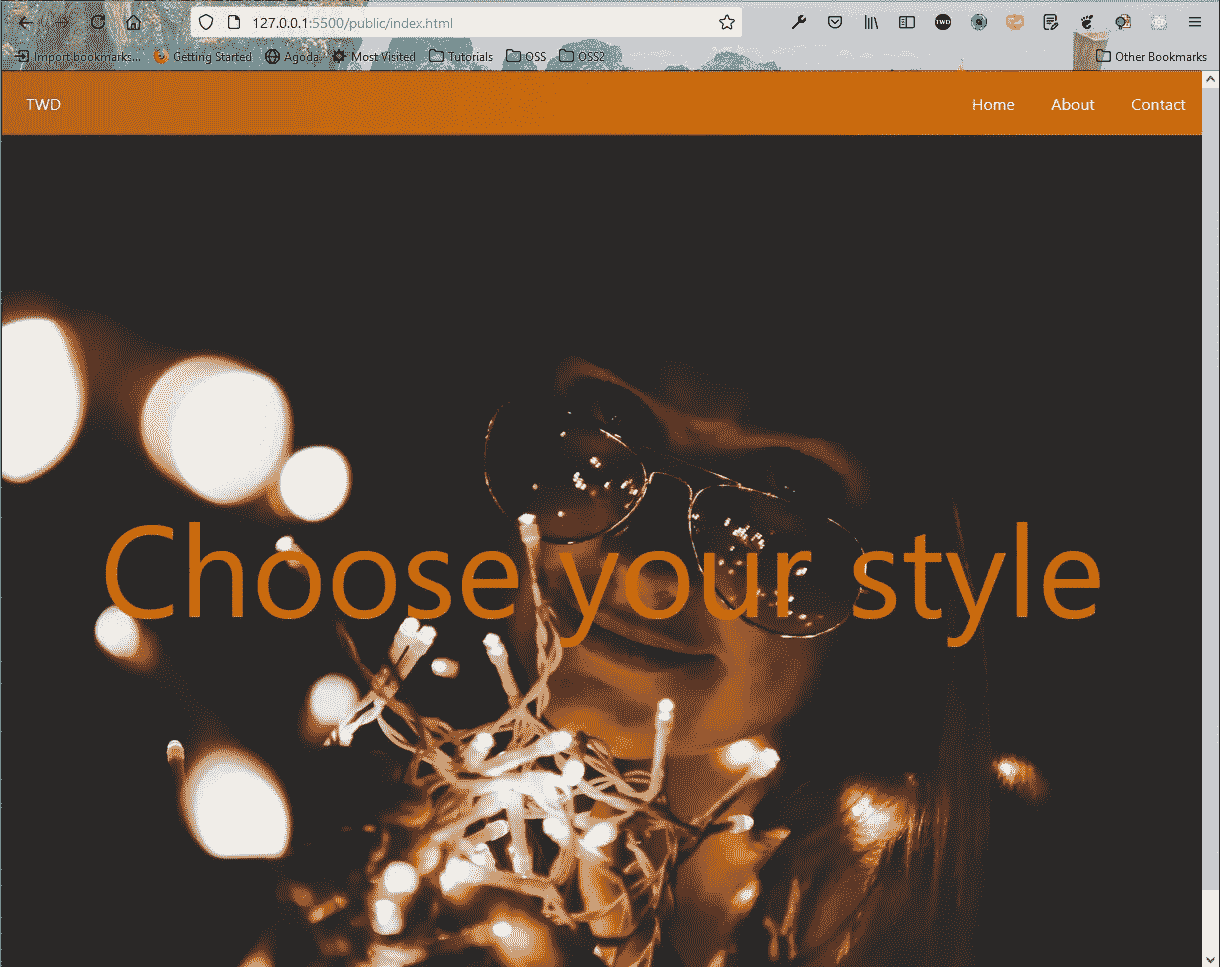 127.0.0.1:5500/public/index.html
Import bookmarks... Getting Started Agoda Most Visited Tutorials OSS OSS2 Other Bookmarks
TWD Home About Contact
Choose your style